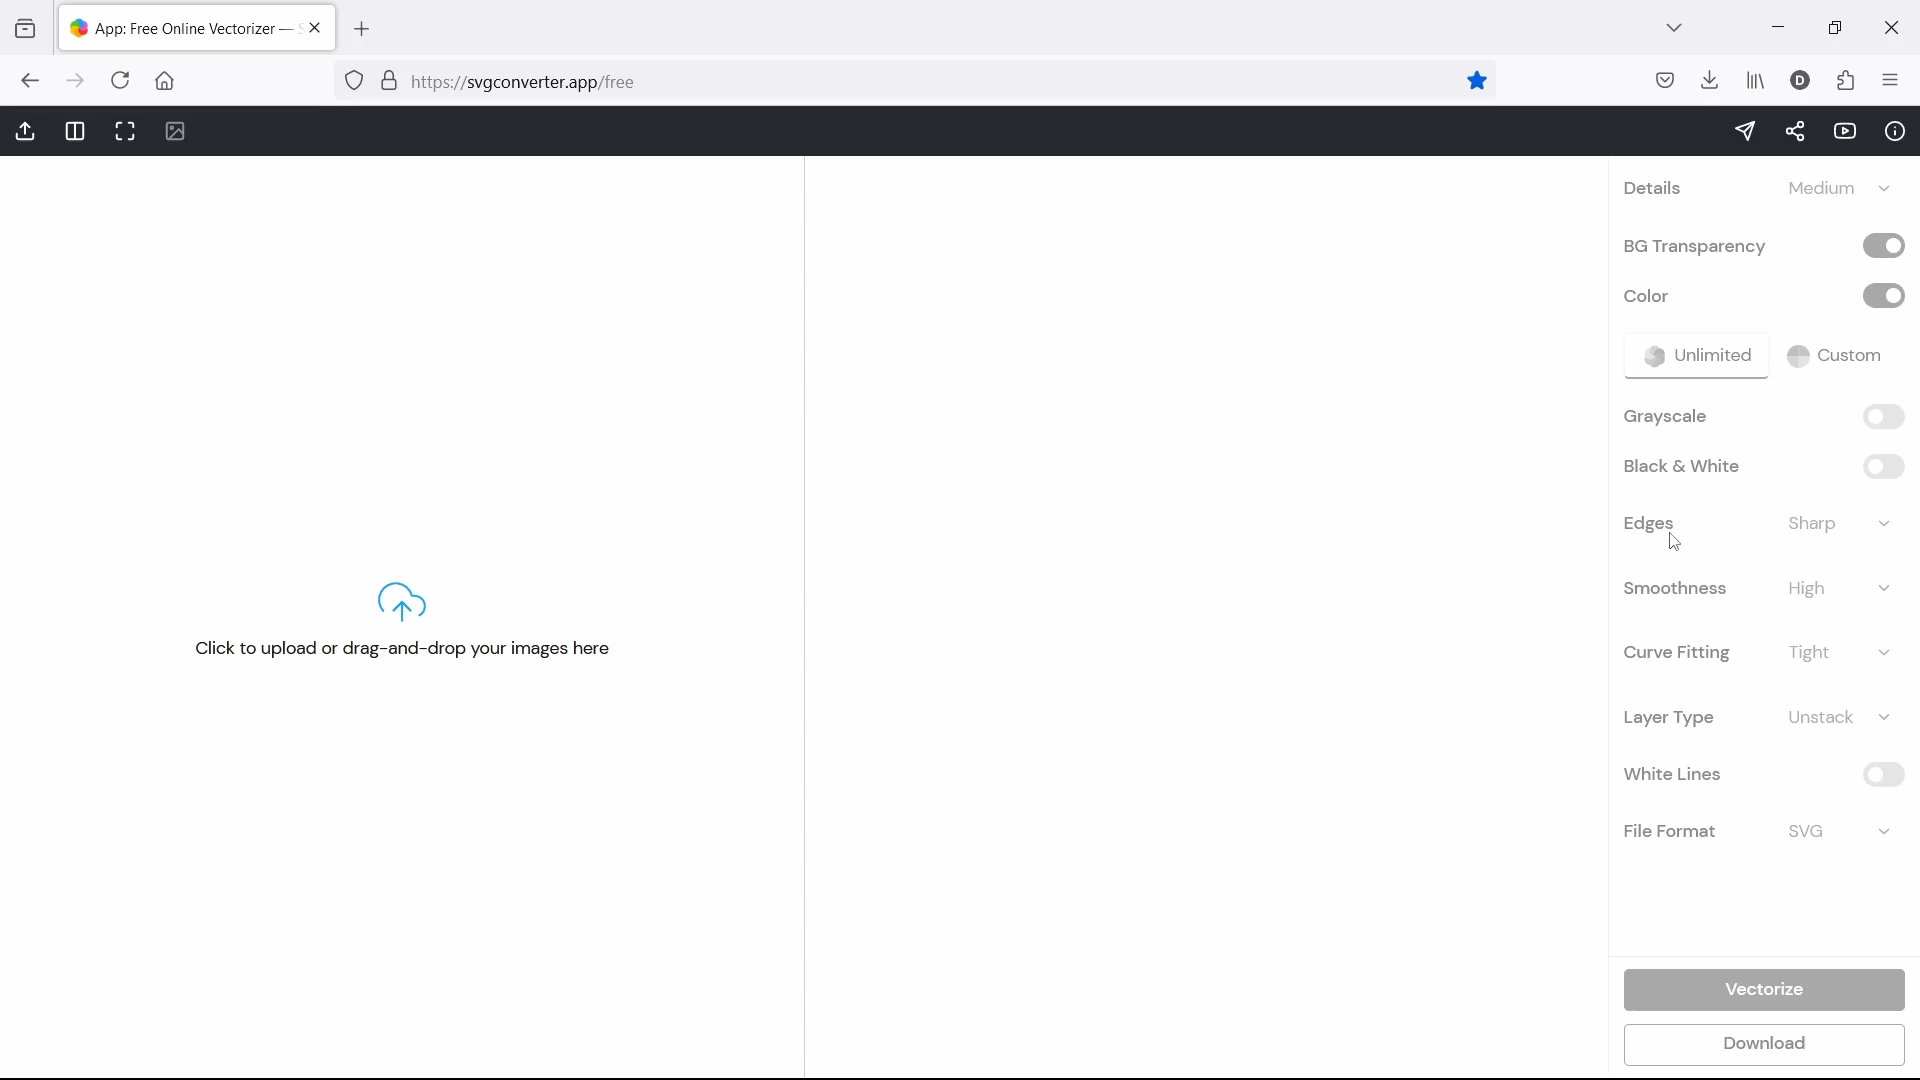 App: Free Online Vectorizer —
https://svgconverter.app/free
D
Details Medium
BG Transparency
Color
Unlimited Custom
Grayscale
Black & White
Edges Sharp
Smoothness High
Click to upload or drag-and-drop your images here
Curve Fitting Tight
Layer Type Unstack
White Lines
File Format SVG
Vectorize
Download